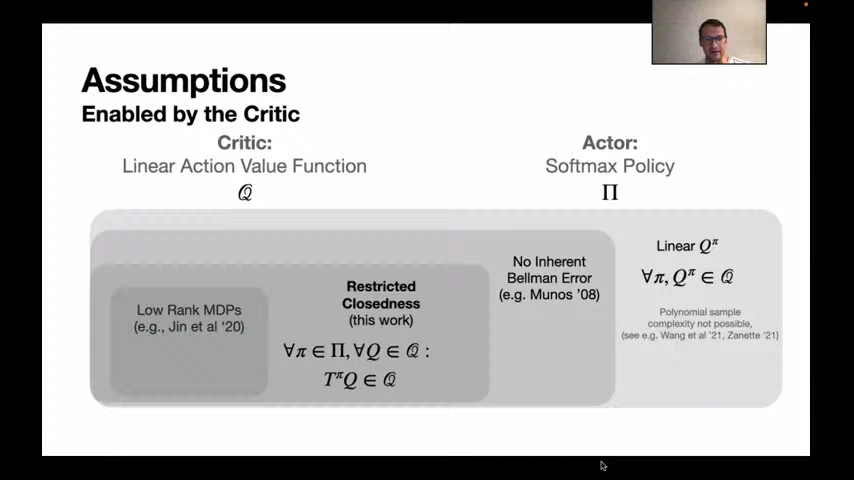 Assumptions
Enabled by the Critic
Critic:
Linear Action Value Function
𝒬
Actor:
Softmax Policy
Π
Low Rank MDPs
(e.g., Jin et al ‘20)
Restricted
Closedness
(this work)
∀π ∈ Π, ∀Q ∈ 𝒬 :
T^πQ ∈ 𝒬
No Inherent
Bellman Error
(e.g. Munos ’08)
Linear Q^π
∀π, Q^π ∈ 𝒬
Polynomial sample
complexity not possible,
(see e.g. Wang et al ’21, Zanette ’21)